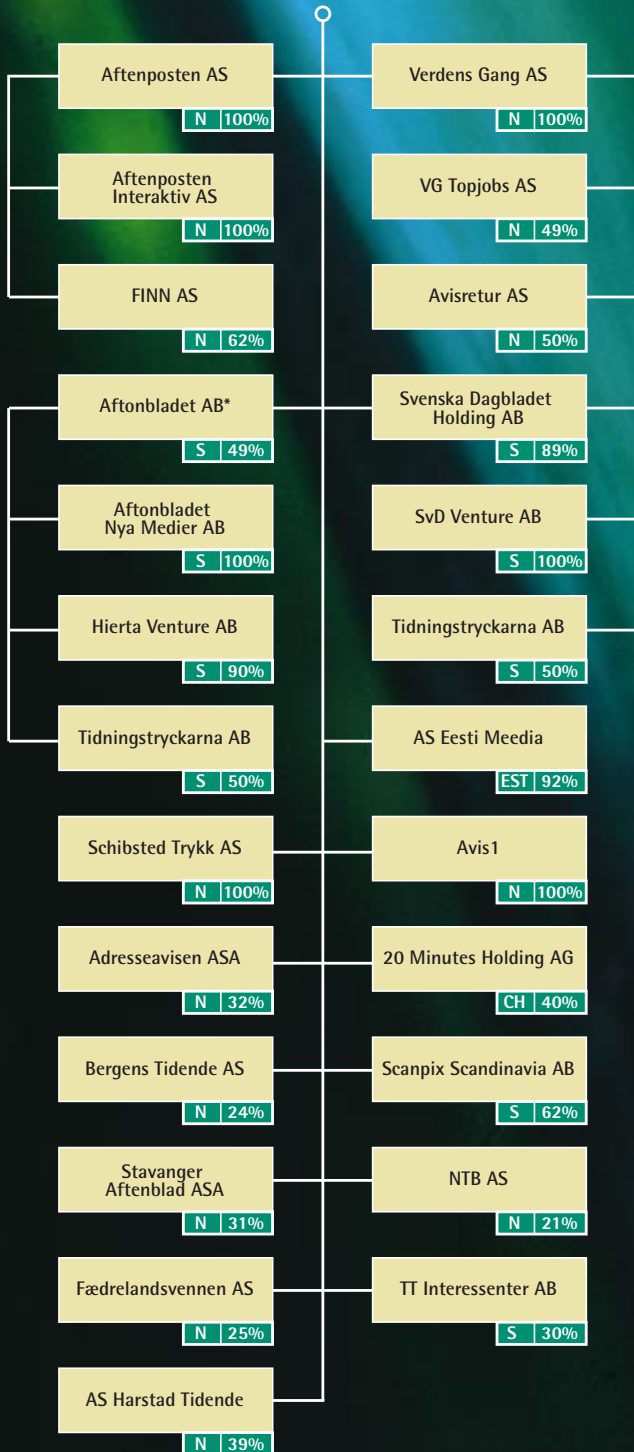 Aftenposten AS
N 100%
Aftenposten
Interaktiv AS
N 100%
FINN AS
N 62%
Aftonbladet AB*
S 49%
Aftonbladet
Nya Medier AB
S 100%
Hierta Venture AB
S 90%
Tidningstryckarna AB
S 50%
Schibsted Trykk AS
N 100%
Adresseavisen ASA
N 32%
Bergens Tidende AS
N 24%
Stavanger
Aftenblad ASA
N 31%
Fædrelandsvennen AS
N 25%
AS Harstad Tidende
N 39%
Verdens Gang AS
N 100%
VG Topjobs AS
N 49%
Avisretur AS
N 50%
Svenska Dagbladet
Holding AB
S 89%
SvD Venture AB
S 100%
Tidningstryckarna AB
S 50%
AS Eesti Meedia
EST 92%
Avis1
N 100%
20 Minutes Holding AG
CH 40%
Scanpix Scandinavia AB
S 62%
NTB AS
N 21%
TT Interessenter AB
S 30%